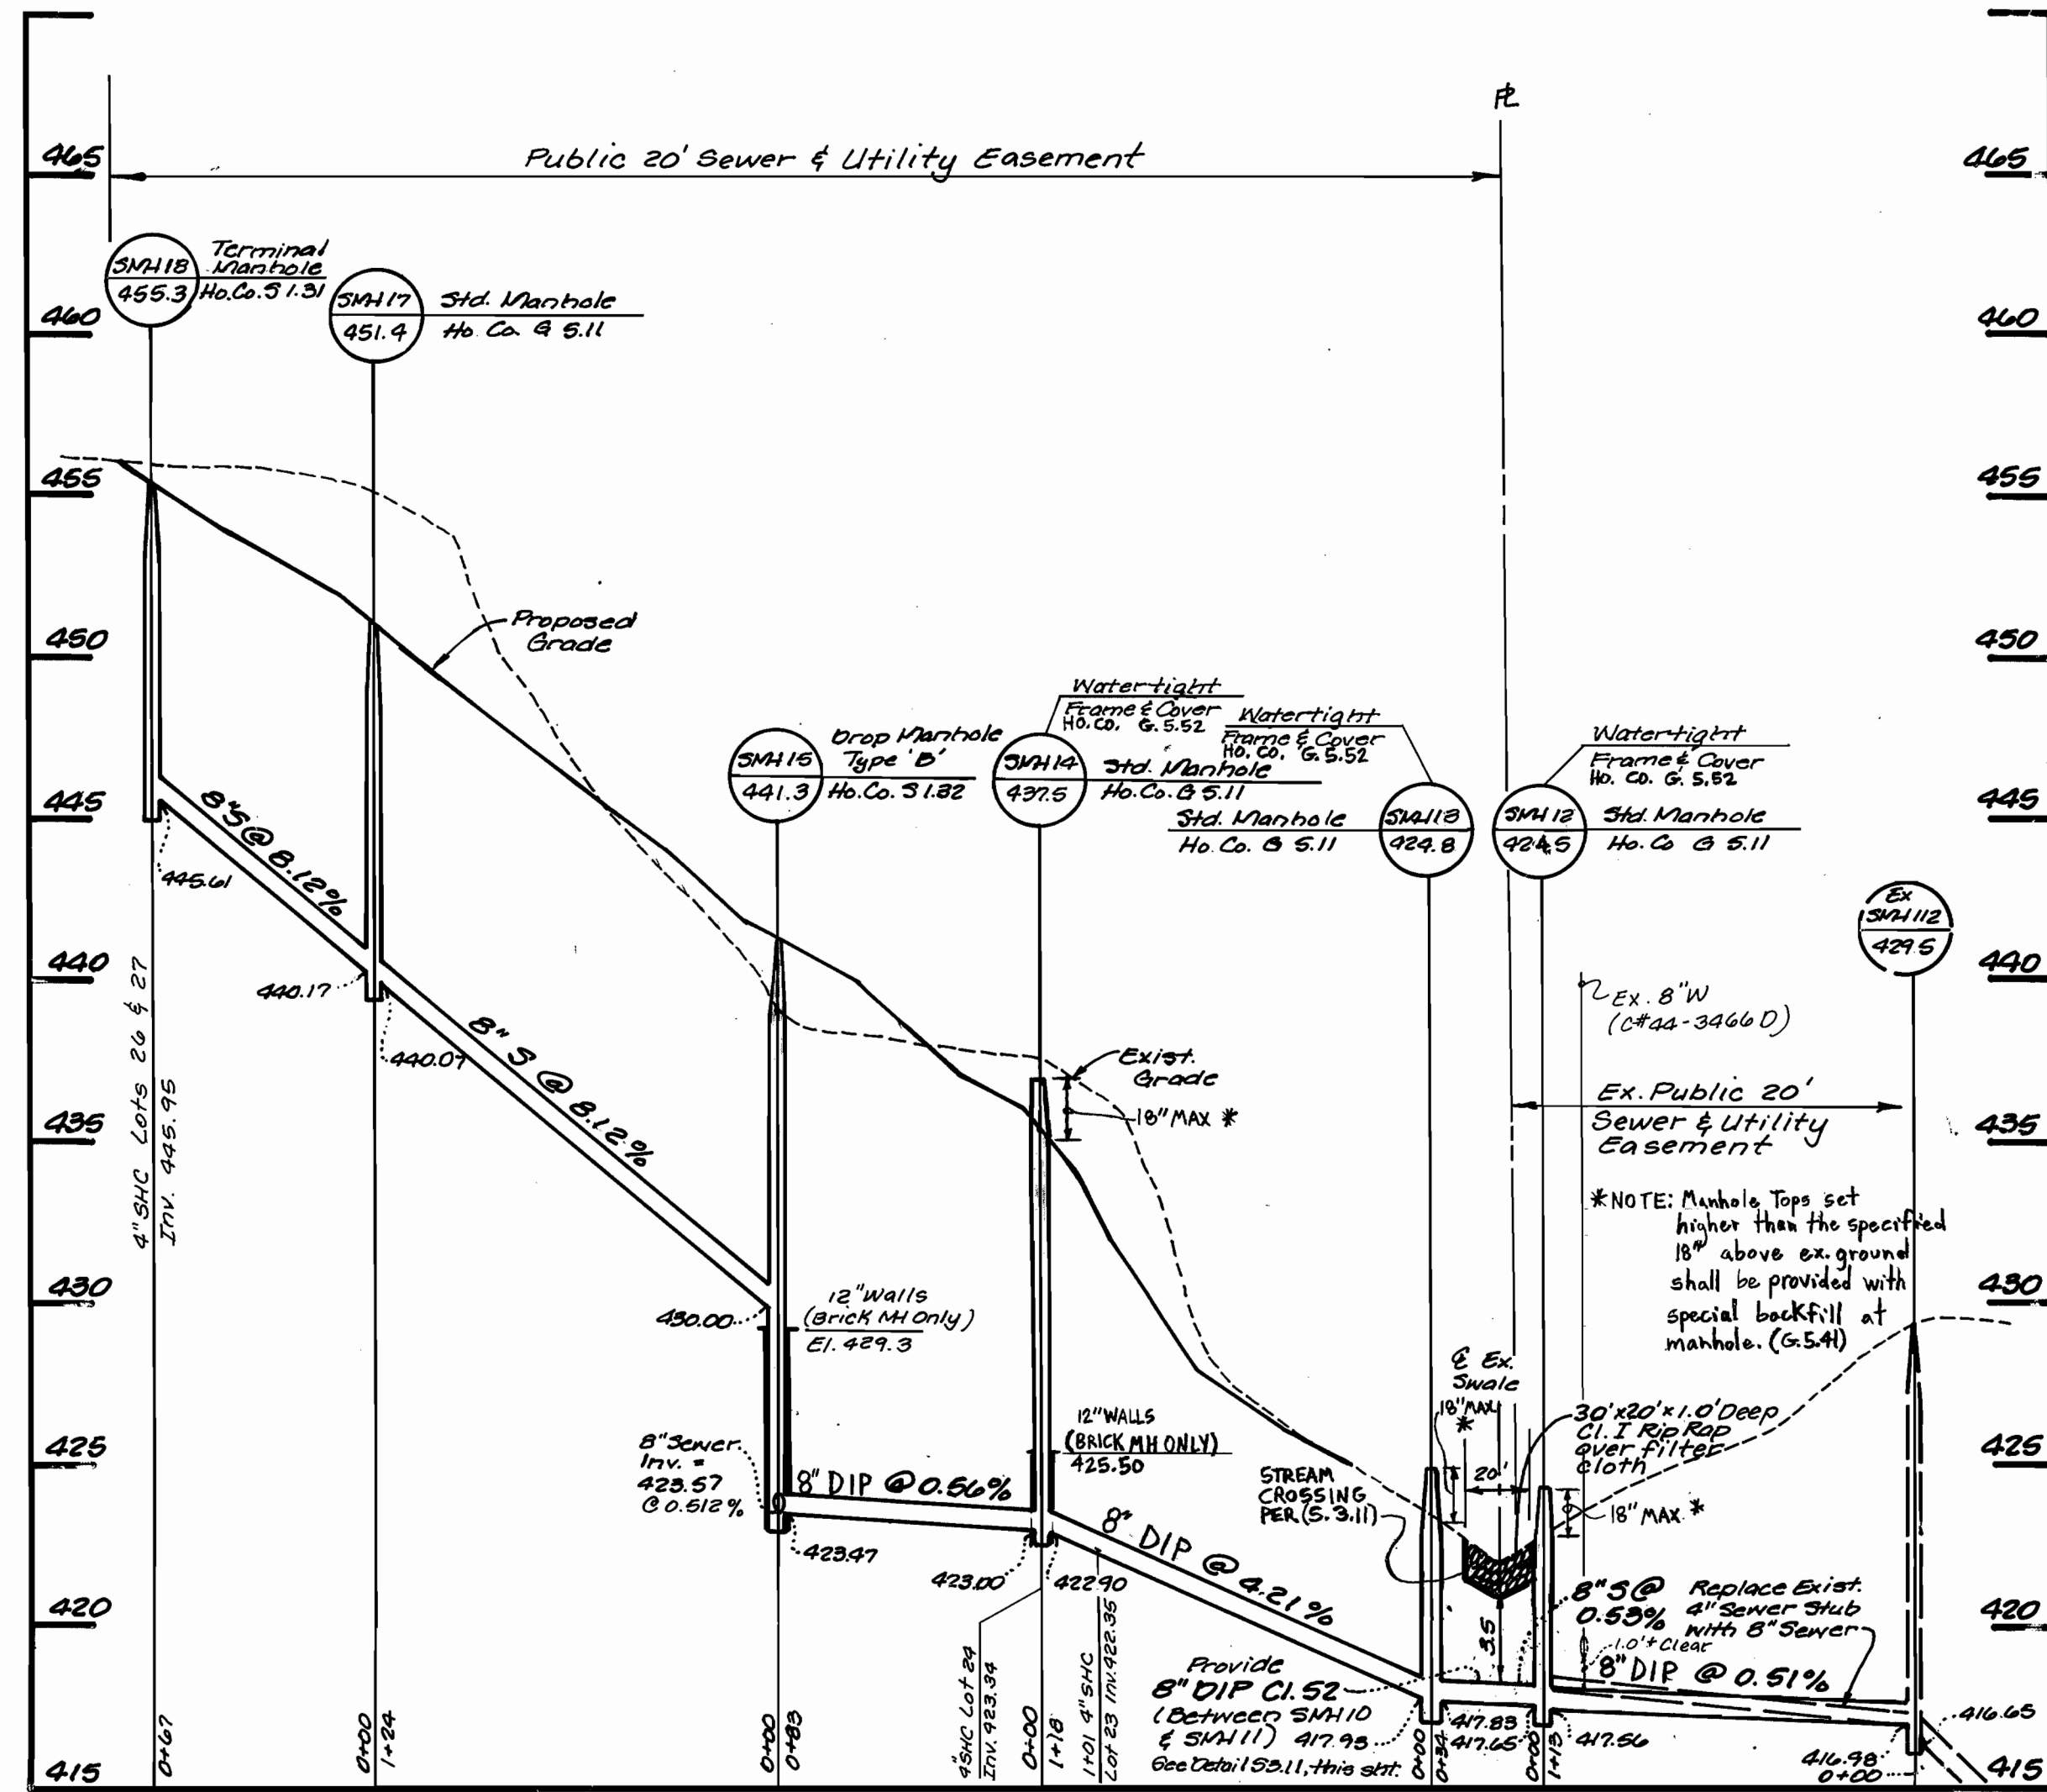 ℄
Public 20' Sewer & Utility Easement
465
465
SMH18
455.3
Terminal
Manhole
Ho.Co. S 1.31
SMH17
451.4
Std. Manhole
Ho. Co. G 5.11
460
460
455
455
Proposed
Grade
450
450
Watertight
Frame & Cover
HO. CO. G. 5.52
Watertight
Frame & Cover
HO. CO. G. 5.52
Watertight
Frame & Cover
HO. CO. G. 5.52
SMH15
441.3
Drop Manhole
Type 'B'
Ho.Co. S 1.32
SMH14
437.5
Std. Manhole
Ho. Co. G 5.11
Std. Manhole
Ho. Co. G 5.11
SMH13
424.8
SMH12
424.5
Std. Manhole
Ho. Co G 5.11
445
445
8"S @ 8.12%
445.61
Ex
SMH112
429.5
440
440
440.17
440.07
8" S @ 8.12%
Ex. 8"W
(C#44-3466D)
Exist.
Grade
18" MAX *
Ex. Public 20'
Sewer & Utility
Easement
435
435
4"SHC Lots 26 & 27
Inv. 445.95
*NOTE: Manhole Tops set
higher than the specified
18" above ex. ground
shall be provided with
special backfill at
manhole. (G.5.41)
430
430
430.00
12" Walls
(Brick MH Only)
El. 429.3
℄ Ex.
Swale
18" MAX
*
30'x20'x1.0' Deep
Cl. I Rip Rap
over filter
cloth
12" WALLS
(BRICK MH ONLY)
425.50
425
425
8" Sewer
Inv. =
423.57
@ 0.512%
8" DIP @ 0.56%
STREAM
CROSSING
PER (S. 3.11)
20'
18" MAX *
423.47
423.00
422.90
8" DIP @ 4.21%
3.5
8"S @
0.53%
Replace Exist.
4" Sewer Stub
with 8" Sewer
1.0'+ Clear
420
420
8" DIP @ 0.51%
4"SHC Lot 24
Inv. 423.34
1+01 4"SHC
Lot 23 Inv. 422.35
Provide
8" DIP Cl. 52
(Between SMH10
& SMH11)
See Detail S3.11, this sht.
417.93
417.83
417.65
417.56
416.98
416.65
415
415
0+67
0+00
1+24
0+00
0+83
0+00
1+18
0+00
0+34
0+00
1+13
0+00